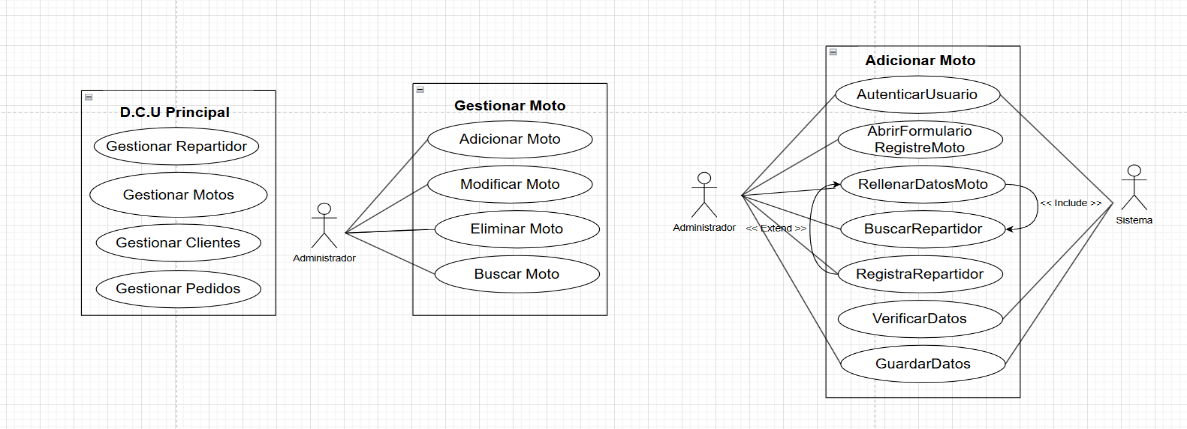 D.C.U Principal
Gestionar Repartidor
Gestionar Motos
Gestionar Clientes
Gestionar Pedidos
Administrador
Gestionar Moto
Adicionar Moto
Modificar Moto
Eliminar Moto
Buscar Moto
Administrador
Adicionar Moto
AutenticarUsuario
AbrirFormulario
RegistreMoto
RellenarDatosMoto
<< Include >>
BuscarRepartidor
<< Extend >>
RegistraRepartidor
VerificarDatos
GuardarDatos
Sistema